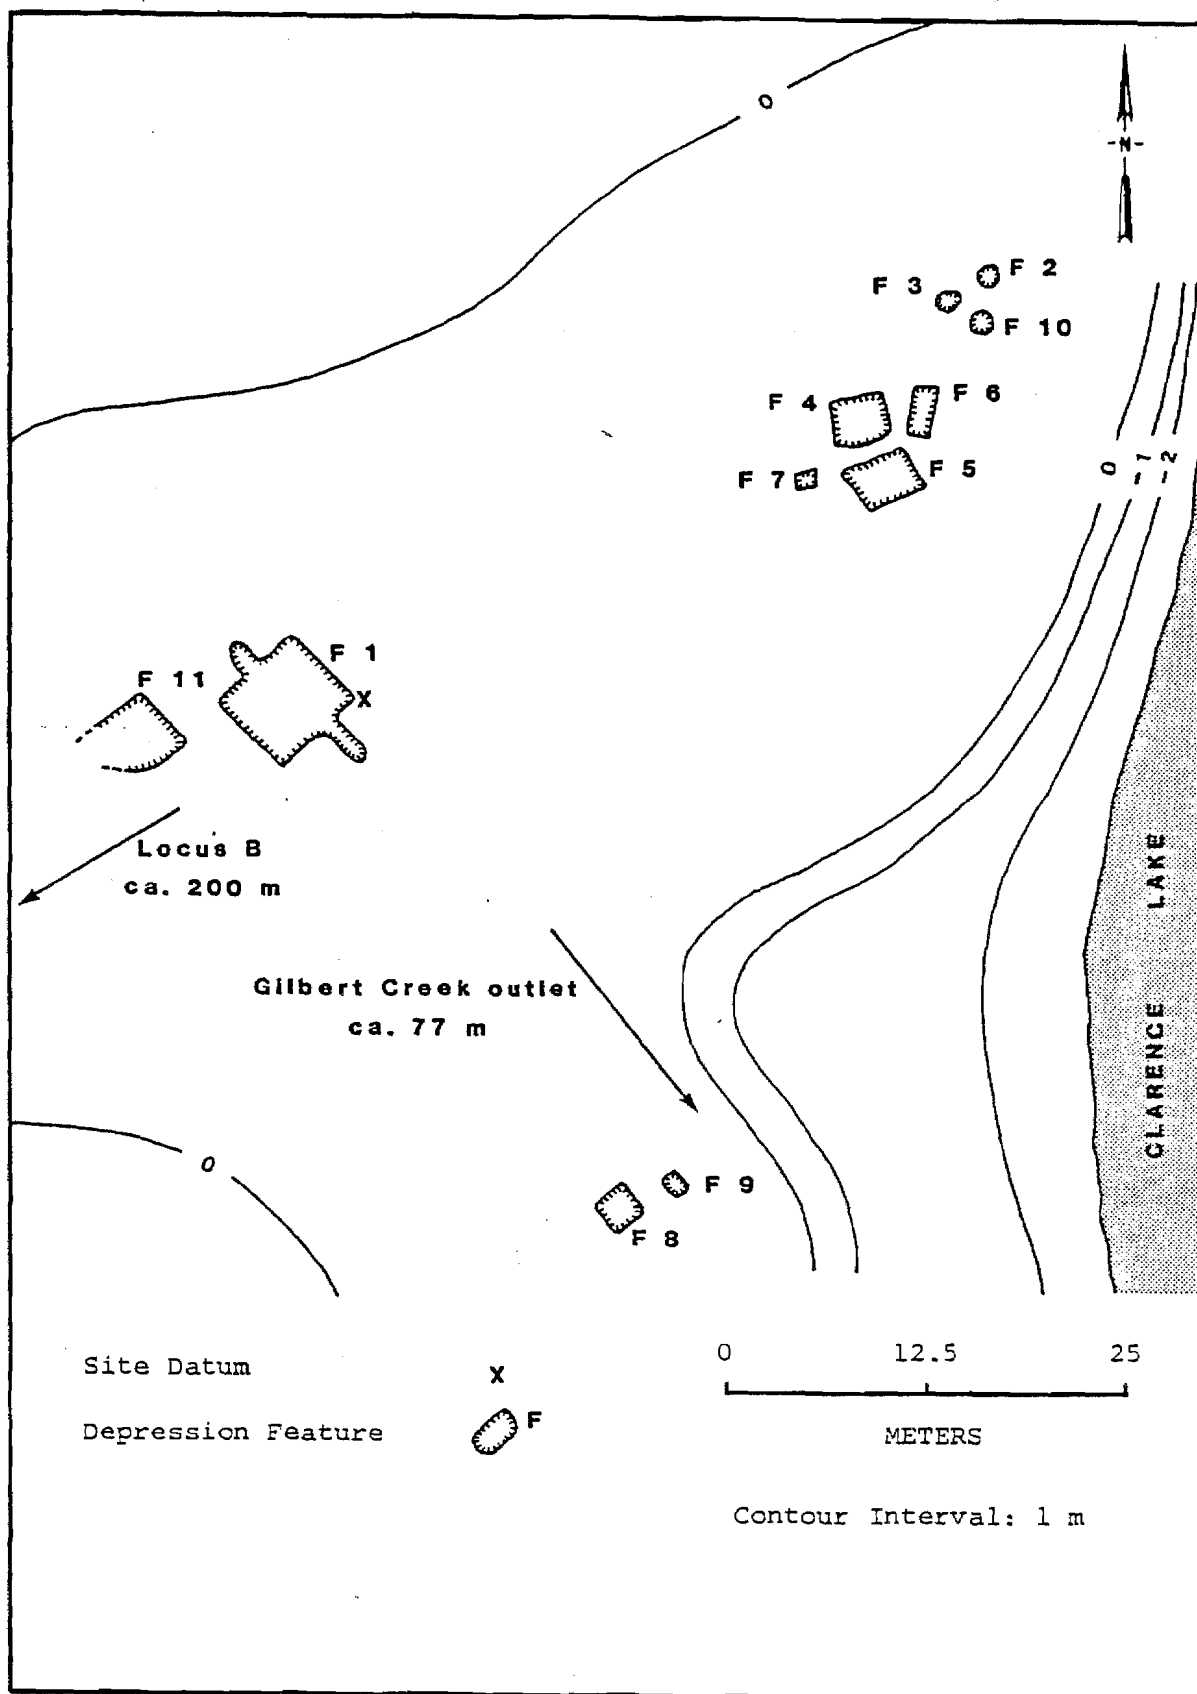 0
-N-
F 2
F 3
F 10
F 4
F 6
F 7
F 5
0
-1
-2
F 1
F 11
X
Locus B
ca. 200 m
Gilbert Creek outlet
ca. 77 m
CLARENCE LAKE
0
F 9
F 8
Site Datum X
Depression Feature F
0 12.5 25
METERS
Contour Interval: 1 m